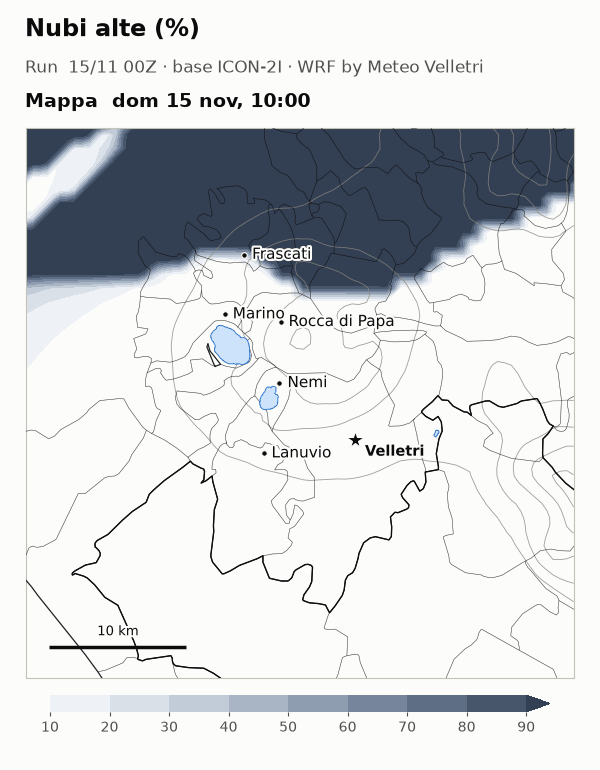 Nubi alte (%)
Run  15/11 00Z · base ICON-2I · WRF by Meteo Velletri
Mappa  dom 15 nov, 10:00
Frascati
Marino
Rocca di Papa
Nemi
Velletri
Lanuvio
10 km
10 20 30 40 50 60 70 80 90